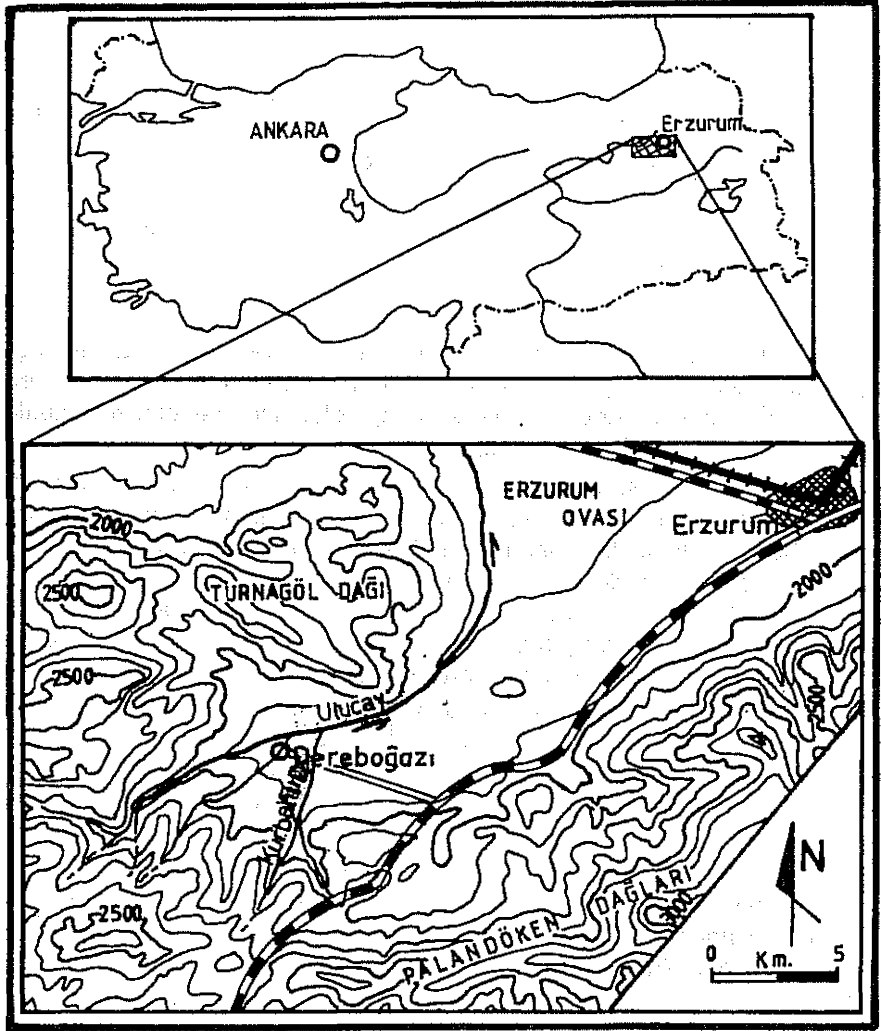 ANKARA
Erzurum
ERZURUM
OVASI
Erzurum
2000
2000
2500
TURNAGÖL DAĞI
2500
2500
Uluçay
Dereboğazı
2500
PALANDÖKEN DAĞLARI
3000
N
0 Km. 5